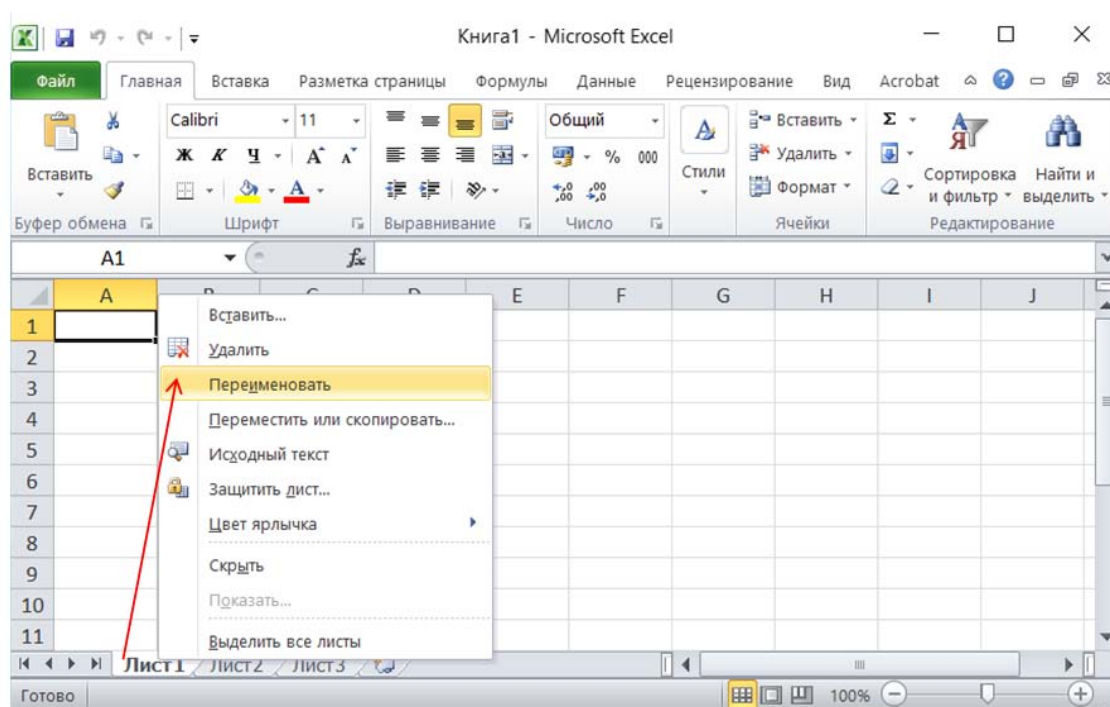 Книга1 - Microsoft Excel
Файл Главная Вставка Разметка страницы Формулы Данные Рецензирование Вид Acrobat
Calibri 11 Общий Вставить
Ж К Ч A A % 000 Удалить
Вставить Стили Сортировка Найти и
A Формат и фильтр выделить
Буфер обмена Шрифт Выравнивание Число Ячейки Редактирование
A1 fx
A E F G H I J
1
2
3
4
5
6
7
8
9
10
11
Вставить...
Удалить
Переименовать
Переместить или скопировать...
Исходный текст
Защитить лист...
Цвет ярлычка
Скрыть
Показать...
Выделить все листы
Лист1 Лист2 Лист3
Готово 100%